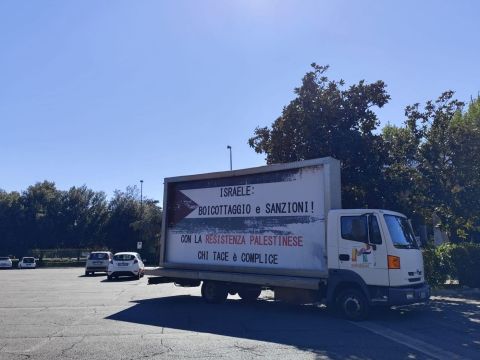 ISRAELE:
BOICOTTAGGIO e SANZIONI!
CON LA RESISTENZA PALESTINESE
CHI TACE è COMPLICE